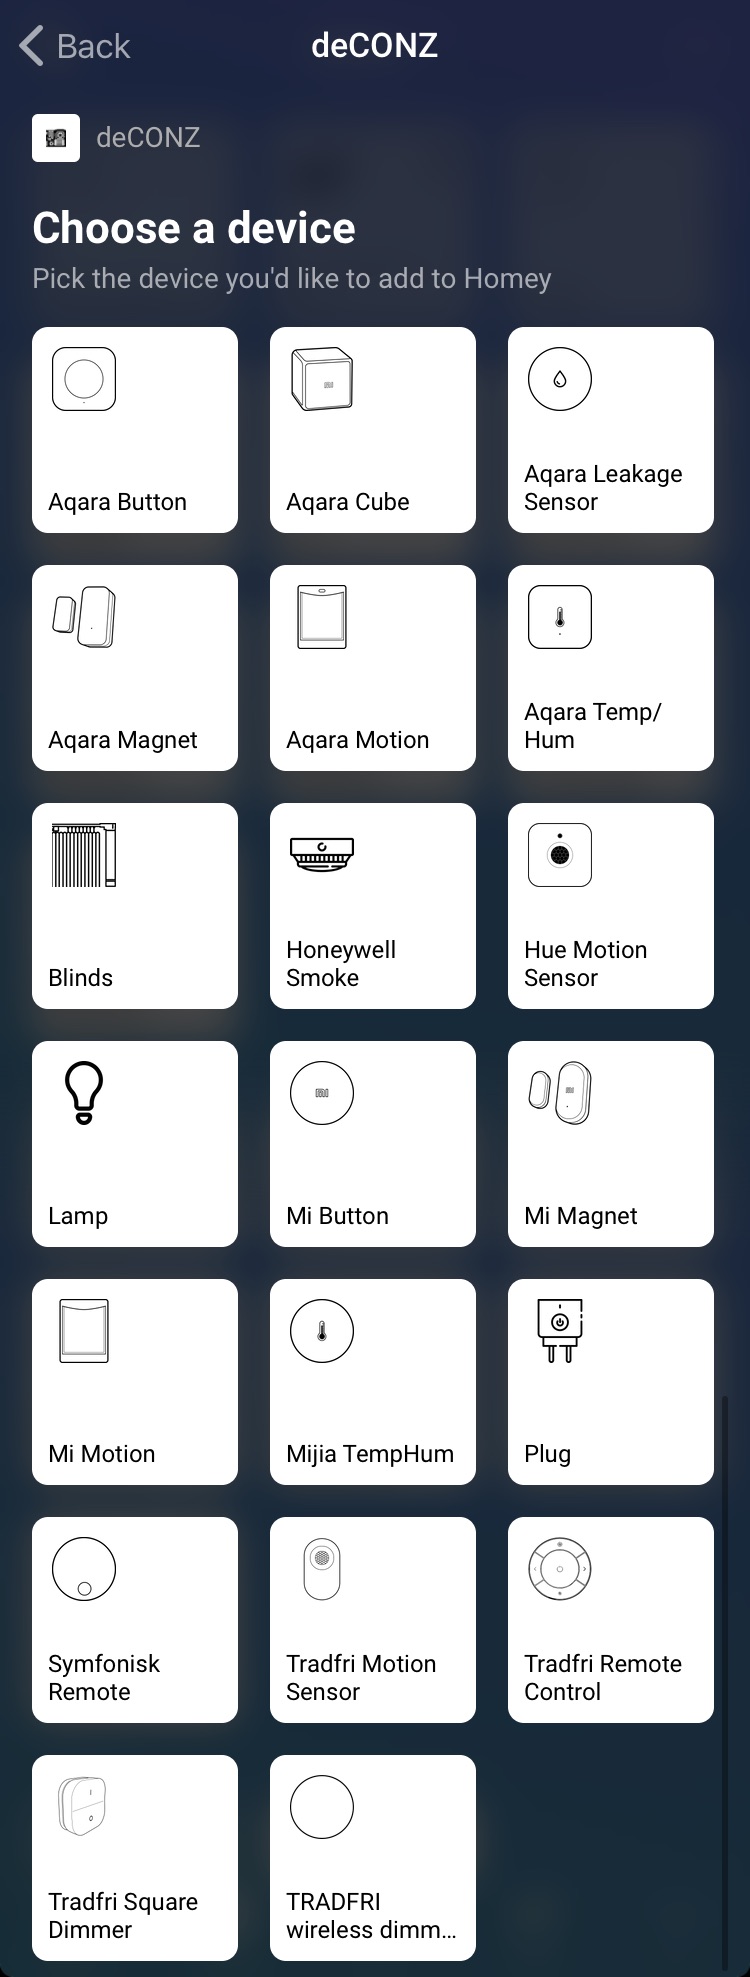 Back
deCONZ
deCONZ
Choose a device
Pick the device you'd like to add to Homey
Aqara Button
Aqara Cube
Aqara Leakage
Sensor
Aqara Magnet
Aqara Motion
Aqara Temp/
Hum
Blinds
Honeywell
Smoke
Hue Motion
Sensor
Lamp
Mi Button
Mi Magnet
Mi Motion
Mijia TempHum
Plug
Symfonisk
Remote
Tradfri Motion
Sensor
Tradfri Remote
Control
Tradfri Square
Dimmer
TRADFRI
wireless dimm...